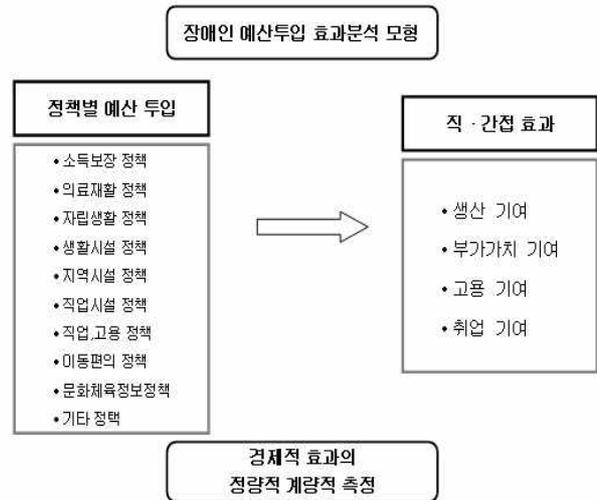 장애인 예산투입 효과분석 모형
정책별 예산 투입
• 소득보장 정책
• 의료재활 정책
• 자립생활 정책
• 생활시설 정책
• 지역시설 정책
• 직업시설 정책
• 직업,고용 정책
• 이동편의 정책
• 문화체육정보정책
• 기타 정택
직 · 간접 효과
• 생산 기여
• 부가가치 기여
• 고용 기여
• 취업 기여
경제적 효과의
정량적 계량적 측정